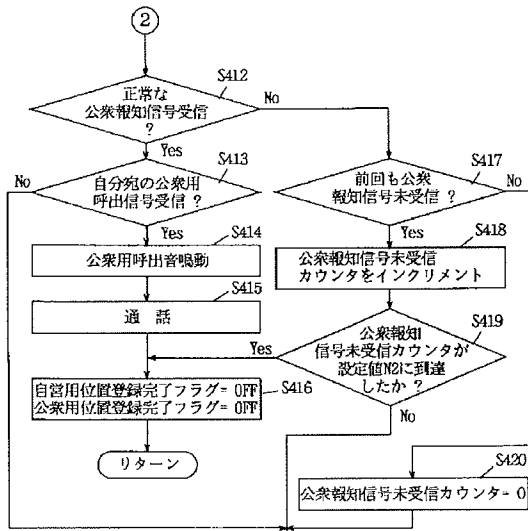 2
S412
正常な
公衆報知信号受信
?
No
Yes
S413
No
自分宛の公衆用
呼出信号受信 ?
Yes
S414
公衆用呼出音鳴動
S415
通 話
S416
自営用位置登録完了フラグ= OFF
公衆用位置登録完了フラグ= OFF
リターン
S417
前回も公衆
報知信号未受信 ?
No
Yes
S418
公衆報知信号未受信
カウンタをインクリメント
S419
公衆報知
信号未受信カウンタが
設定値N2に到達
したか ?
Yes
No
S420
公衆報知信号未受信カウンタ= 0